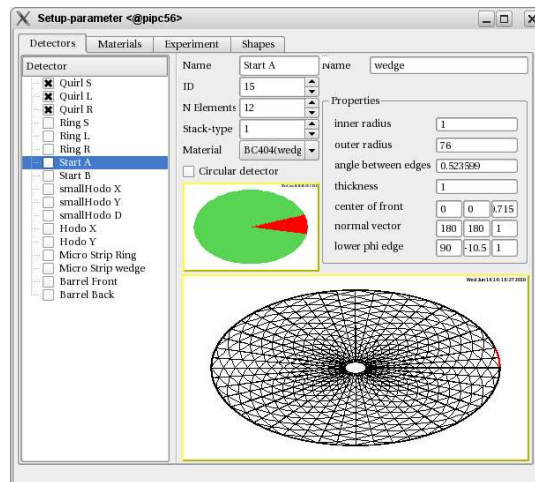 Setup-parameter <@pipc56>
Detectors Materials Experiment Shapes
Detector
Quirl S
Quirl L
Quirl R
Ring S
Ring L
Ring R
Start A
Start B
smallHodo X
smallHodo Y
smallHodo D
Hodo X
Hodo Y
Micro Strip Ring
Micro Strip wedge
Barrel Front
Barrel Back
Name Start A
ID 15
N Elements 12
Stack-type 1
Material BC404(wedg
Circular detector
Name wedge
Properties
inner radius 1
outer radius 76
angle between edges 0.523599
thickness 1
center of front 0 0 0.715
normal vector 180 180 1
lower phi edge 90 -10.5 1